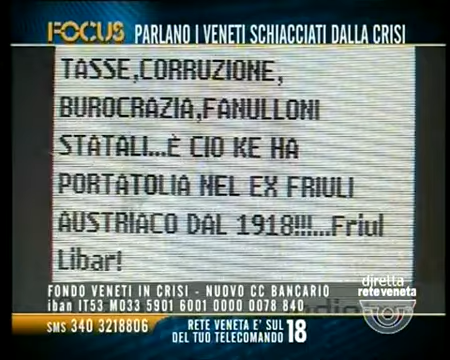 FOCUS PARLANO I VENETI SCHIACCIATI DALLA CRISI
TASSE,CORRUZIONE,
BUROCRAZIA,FANULLONI
STATALI...È CIO KE HA
PORTATOLIA NEL EX FRIULI
AUSTRIACO DAL 1918!!!...Friul
Libar!
diretta
reteveneta
FONDO VENETI IN CRISI - NUOVO CC BANCARIO
iban IT53 M033 5901 6001 0000 0078 840
SMS 340 3218806
RETE VENETA E' SUL 18
DEL TUO TELECOMANDO